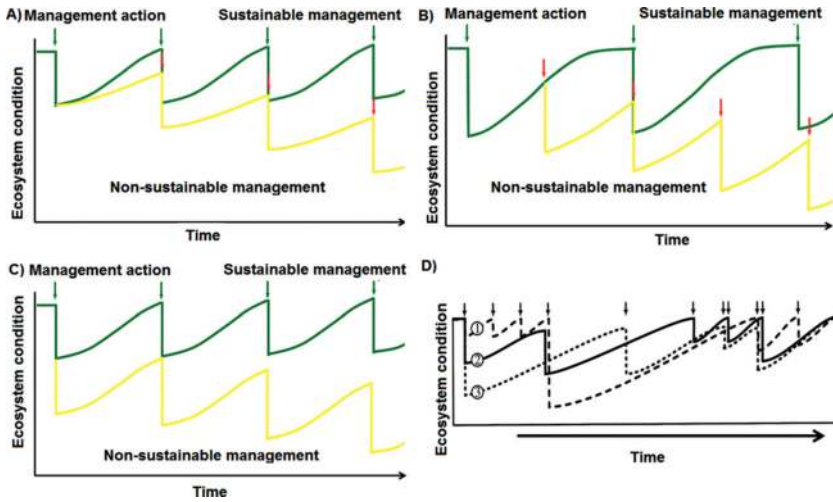 A) Management action Sustainable management
Ecosystem condition
Non-sustainable management
Time
B) Management action Sustainable management
Ecosystem condition
Non-sustainable management
Time
C) Management action Sustainable management
Ecosystem condition
Non-sustainable management
Time
D)
Ecosystem condition
1
2
3
Time